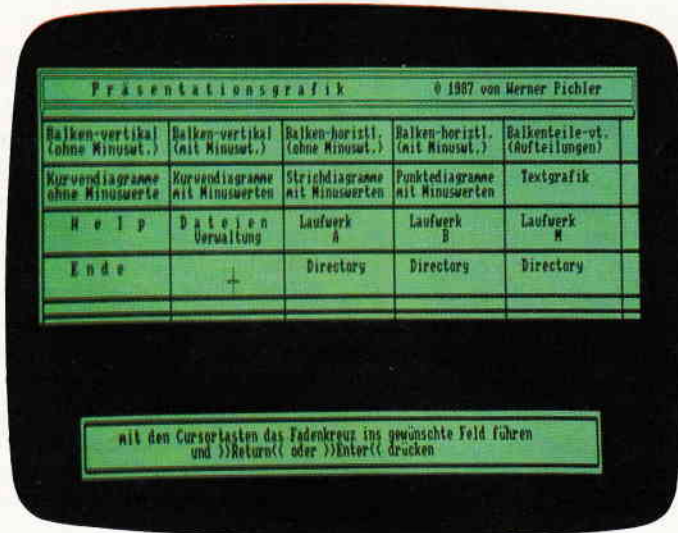 Präsentationsgrafik © 1987 von Werner Pichler
Balken-vertikal Balken-vertikal Balken-horiztl. Balken-horiztl. Balkenteile-vt.
(ohne Minuswt.) (mit Minuswt.) (ohne Minuswt.) (mit Minuswt.) (Aufteilungen)
Kurvendiagramme Kurvendiagramme Strichdiagramme Punktediagramme Textgrafik
ohne Minuswerte mit Minuswerten mit Minuswerten mit Minuswerten
Help Dateien Laufwerk Laufwerk Laufwerk
Verwaltung A B M
Ende Directory Directory Directory
mit den Cursortasten das Fadenkreuz ins gewünschte Feld führen
und >>Return<< oder >>Enter<< drücken